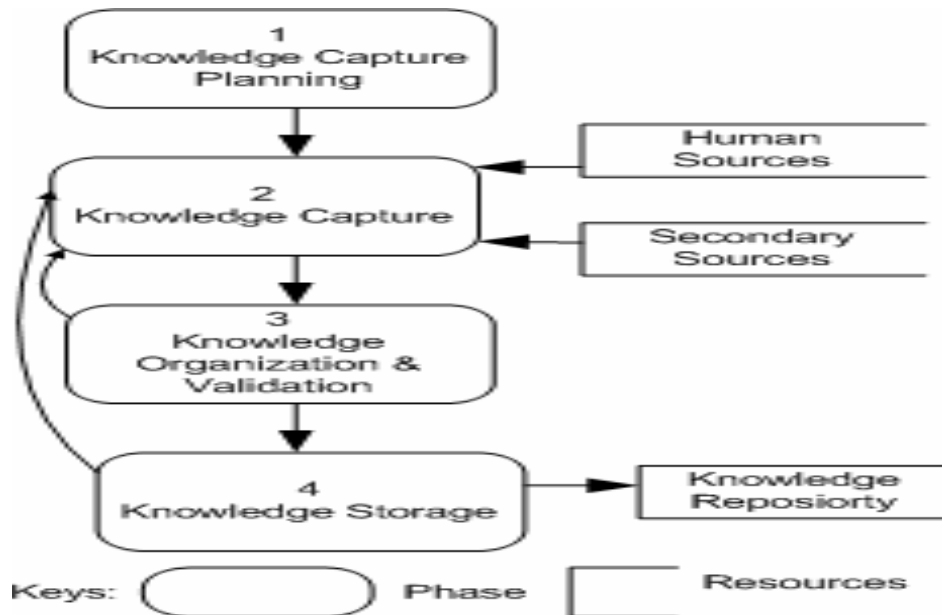 1
Knowledge Capture
Planning
Human
Sources
2
Knowledge Capture
Secondary
Sources
3
Knowledge
Organization &
Validation
4
Knowledge Storage
Knowledge
Reposiorty
Keys:
Phase
Resources